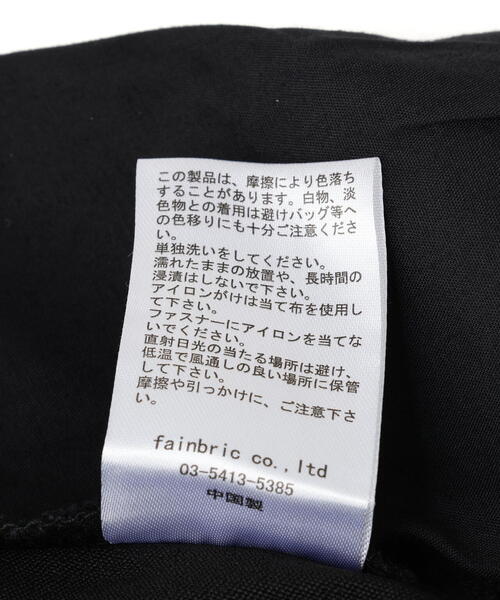 この製品は、摩擦により色落ち
することがあります。白物、淡
色物との着用は避けバッグ等へ
の色移りにも十分ご注意くださ
い。
単独洗いをしてください。
濡れたままの放置や、長時間の
浸漬はしないで下さい。
アイロンがけは当て布を使用し
て下さい。
ファスナーにアイロンを当てな
いでください。
直射日光の当たる場所は避け、
低温で風通しの良い場所に保管
して下さい。
摩擦や引っかけに、ご注意下さ
い。
fainbric co.,ltd
03-5413-5385
中国製